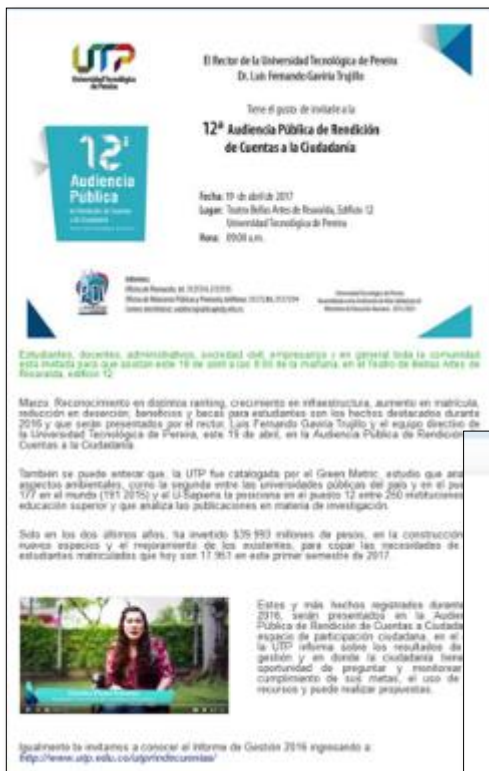 UTP
Universidad Tecnológica
de Pereira
El Rector de la Universidad Tecnológica de Pereira
Dr. Luis Fernando Gaviria Trujillo
Tiene el gusto de invitarle a la
12ª Audiencia Pública de Rendición
de Cuentas a la Ciudadanía
12ª
Audiencia
Pública
de Rendición de Cuentas
a la Ciudadanía
Fecha: 19 de abril de 2017
Lugar: Teatro Bellas Artes de Risaralda, Edificio 12
Universidad Tecnológica de Pereira
Hora: 09:00 a.m.
Estudiantes, docentes, administrativos, sociedad civil, empresarios y en general toda la comunidad
está invitada para que asistan este 19 de abril a las 9:00 de la mañana, en el Teatro de Bellas Artes de
Risaralda, edificio 12.
Marzo. Reconocimiento en distintos ranking, crecimiento en infraestructura, aumento en matrícula,
reducción en deserción, beneficios y becas para estudiantes son los hechos destacados durante
2016 y que serán presentados por el rector, Luis Fernando Gaviria Trujillo y el equipo directivo de
la Universidad Tecnológica de Pereira, este 19 de abril, en la Audiencia Pública de Rendición
Cuentas a la Ciudadanía.
También se puede enterar que, la UTP fue catalogada por el Green Metric, estudio que ana
aspectos ambientales, como la segunda entre las universidades públicas del país y en el pue
177 en el mundo (191 2015) y el U-Sapiens la posiciona en el puesto 12 entre 250 instituciones
educación superior y que analiza las publicaciones en materia de investigación.
Solo en los dos últimos años, ha invertido $39.993 millones de pesos, en la construcción
nuevos espacios y el mejoramiento de los existentes, para copar las necesidades de
estudiantes matriculados que hoy son 17.951 en este primer semestre de 2017.
Estos y más hechos registrados durante
2016, serán presentados en la Audien
Pública de Rendición de Cuentas a Ciudada
espacio de participación ciudadana, en el
la UTP informa sobre los resultados de
gestión y en donde la ciudadanía tiene
oportunidad de preguntar y monitorear
cumplimiento de sus metas, el uso de
recursos y puede realizar propuestas.
Igualmente te invitamos a conocer el Informe de Gestión 2016 ingresando a:
http://www.utp.edu.co/utprindecuentas/